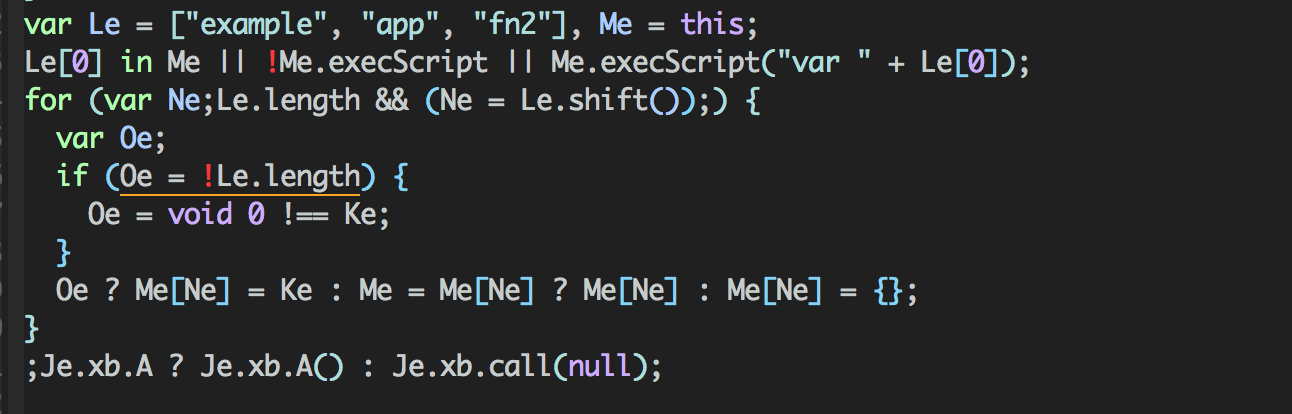 var Le = ["example", "app", "fn2"], Me = this;
Le[0] in Me || !Me.execScript || Me.execScript("var " + Le[0]);
for (var Ne;Le.length && (Ne = Le.shift());) {
  var Oe;
  if (Oe = !Le.length) {
    Oe = void 0 !== Ke;
  }
  Oe ? Me[Ne] = Ke : Me = Me[Ne] ? Me[Ne] : Me[Ne] = {};
}
;Je.xb.A ? Je.xb.A() : Je.xb.call(null);